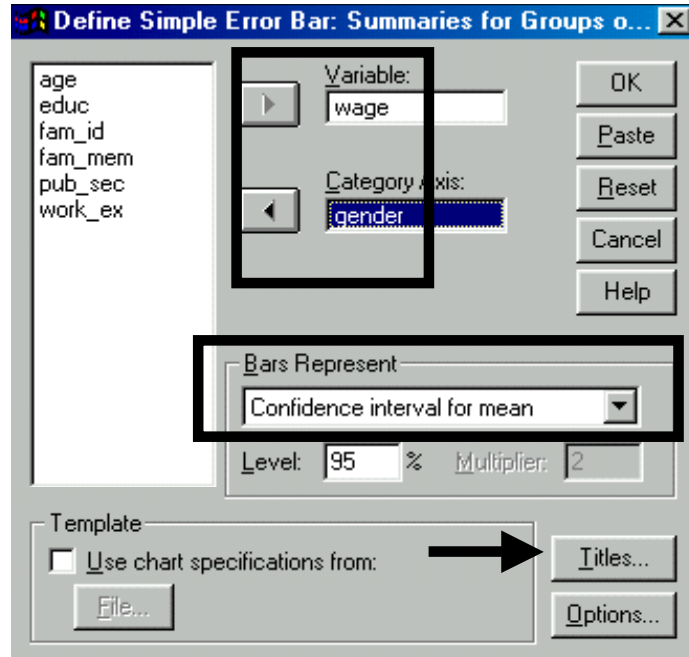 Define Simple Error Bar: Summaries for Groups o...
age
educ
fam_id
fam_mem
pub_sec
work_ex
Variable:
wage
Category Axis:
gender
OK
Paste
Reset
Cancel
Help
Bars Represent
Confidence interval for mean
Level: 95 % Multiplier: 2
Template
Use chart specifications from:
File...
Titles...
Options...